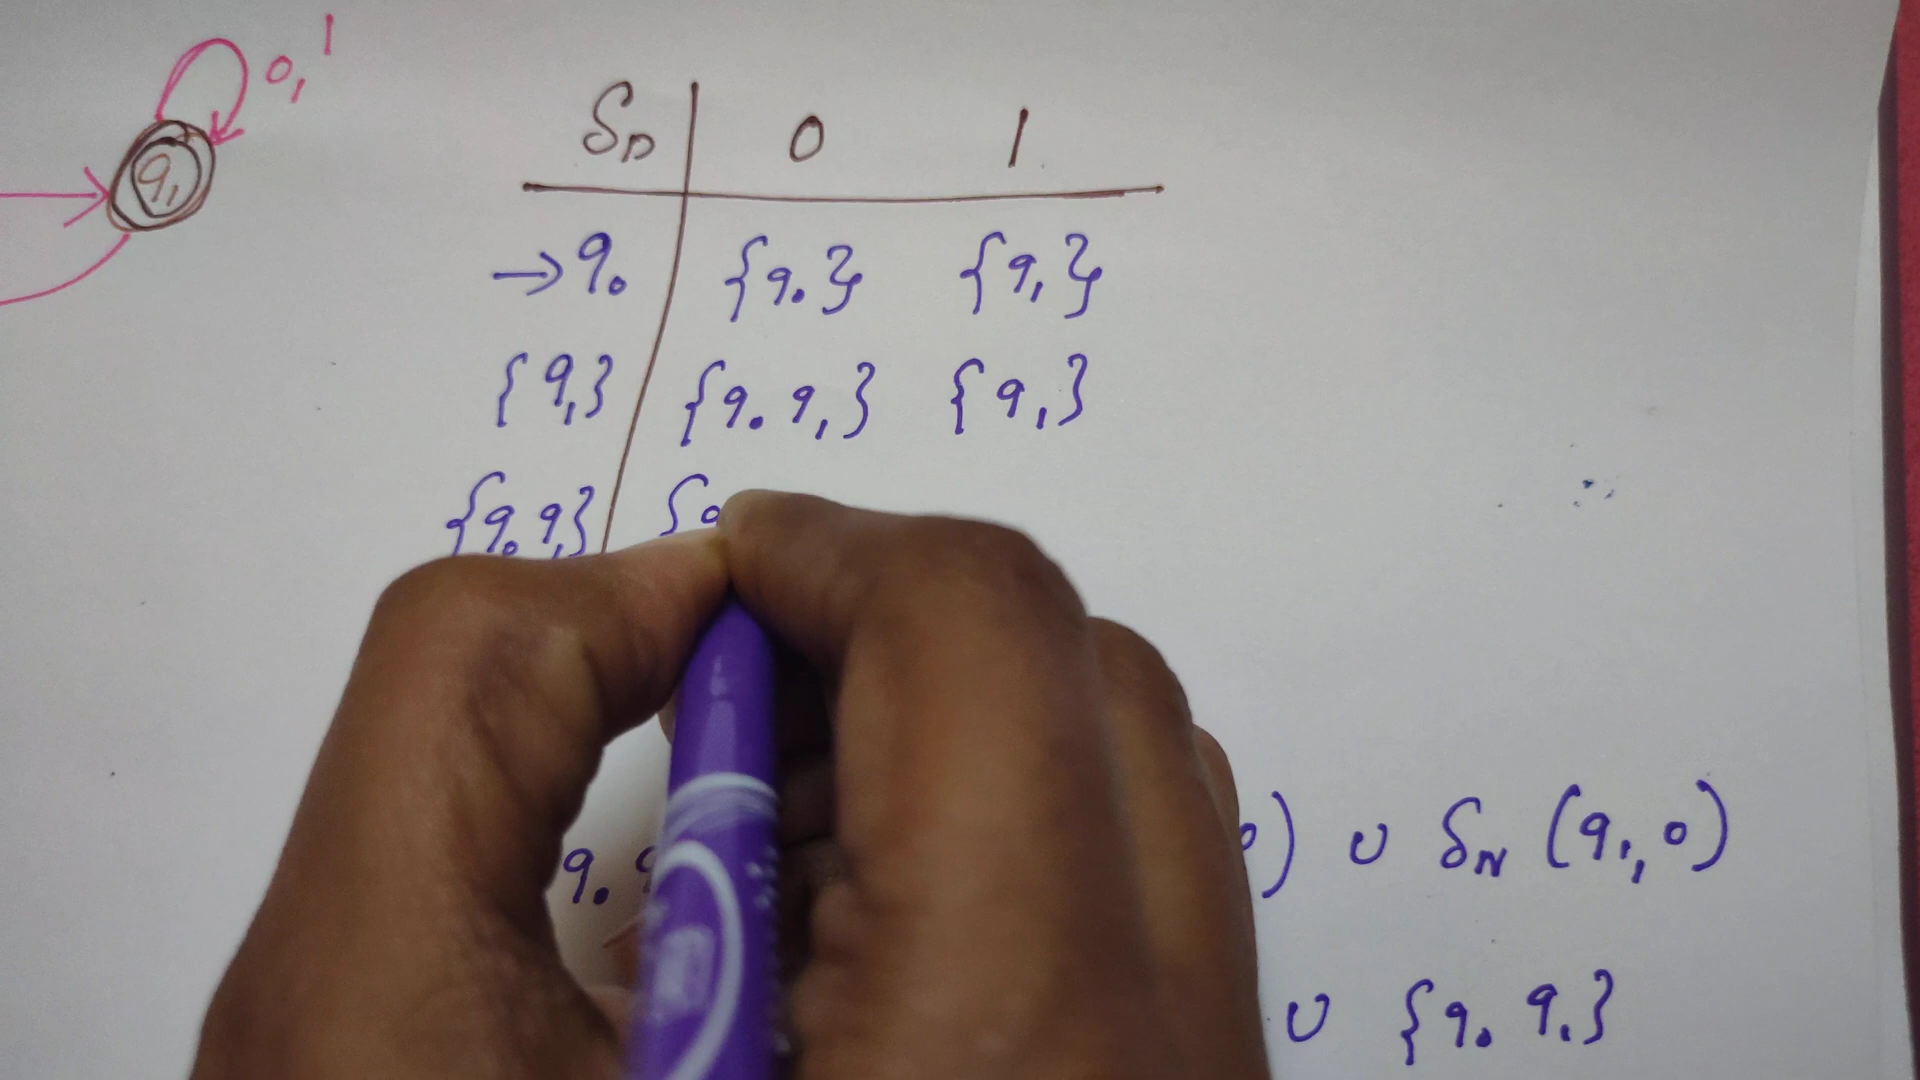 0, 1
q₁
δ_D 0 1
→ q₀ {q₀} {q₁}
{q₁} {q₀ q₁} {q₁}
{q₀ q₁} {q
q₀
) ∪ δ_N (q₁, 0)
∪ {q₀ q₁}